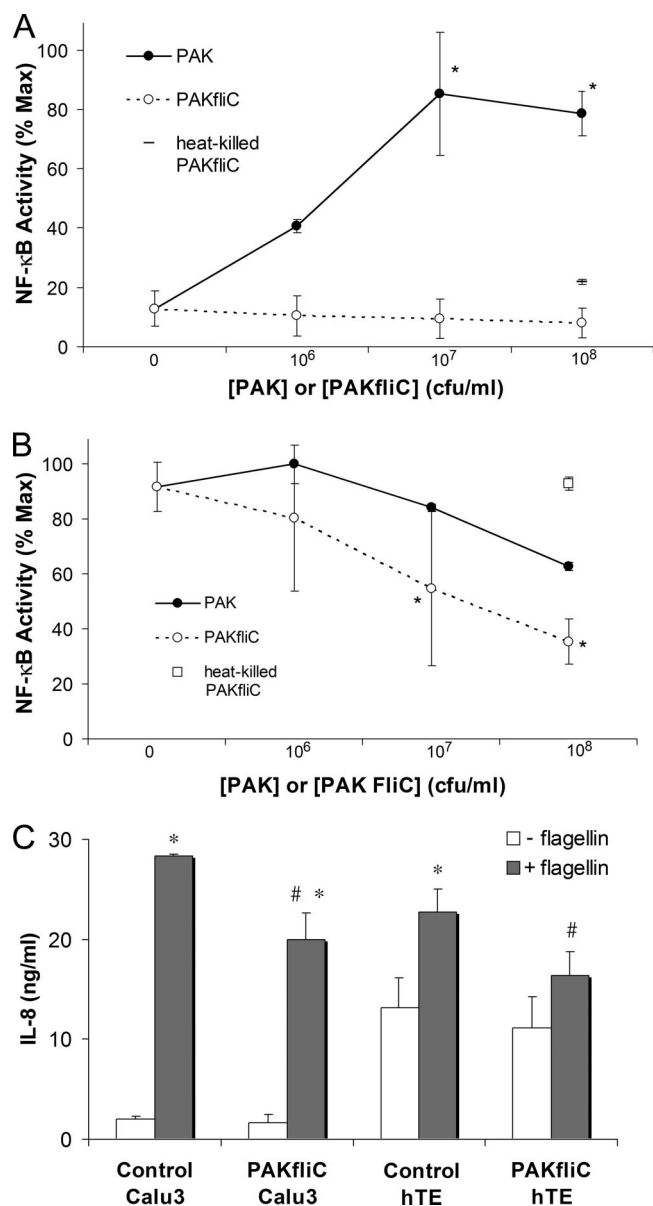 A
NF-κB Activity (% Max)
100
80
60
40
20
0
PAK
PAKfliC
heat-killed
PAKfliC
*
*
0
10⁶
10⁷
10⁸
[PAK] or [PAKfliC] (cfu/ml)
B
NF-κB Activity (% Max)
100
80
60
40
20
0
PAK
PAKfliC
heat-killed
PAKfliC
*
*
0
10⁶
10⁷
10⁸
[PAK] or [PAK FliC] (cfu/ml)
C
IL-8 (ng/ml)
30
20
10
0
- flagellin
+ flagellin
*
# *
*
#
Control
Calu3
PAKfliC
Calu3
Control
hTE
PAKfliC
hTE